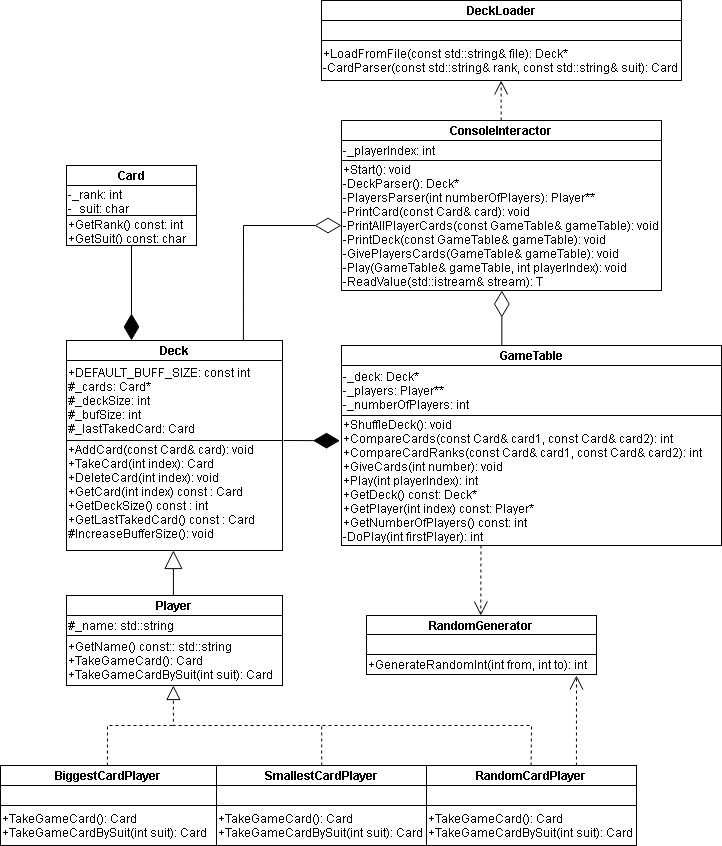 DeckLoader
+LoadFromFile(const std::string& file): Deck*
-CardParser(const std::string& rank, const std::string& suit): Card
ConsoleInteractor
-_playerIndex: int
+Start(): void
-DeckParser(): Deck*
-PlayersParser(int numberOfPlayers): Player**
-PrintCard(const Card& card): void
-PrintAllPlayerCards(const GameTable& gameTable): void
-PrintDeck(const GameTable& gameTable): void
-GivePlayersCards(GameTable& gameTable): void
-Play(GameTable& gameTable, int playerIndex): void
-ReadValue(std::istream& stream): T
Card
-_rank: int
-_suit: char
+GetRank() const: int
+GetSuit() const: char
Deck
+DEFAULT_BUFF_SIZE: const int
#_cards: Card*
#_deckSize: int
#_bufSize: int
#_lastTakedCard: Card
+AddCard(const Card& card): void
+TakeCard(int index): Card
+DeleteCard(int index): void
+GetCard(int index) const : Card
+GetDeckSize() const : int
+GetLastTakedCard() const : Card
#IncreaseBufferSize(): void
GameTable
-_deck: Deck*
-_players: Player**
-_numberOfPlayers: int
+ShuffleDeck(): void
+CompareCards(const Card& card1, const Card& card2): int
+CompareCardRanks(const Card& card1, const Card& card2): int
+GiveCards(int number): void
+Play(int playerIndex): int
+GetDeck() const: Deck*
+GetPlayer(int index) const: Player*
+GetNumberOfPlayers() const: int
-DoPlay(int firstPlayer): int
Player
#_name: std::string
+GetName() const:: std::string
+TakeGameCard(): Card
+TakeGameCardBySuit(int suit): Card
RandomGenerator
+GenerateRandomInt(int from, int to): int
BiggestCardPlayer
+TakeGameCard(): Card
+TakeGameCardBySuit(int suit): Card
SmallestCardPlayer
+TakeGameCard(): Card
+TakeGameCardBySuit(int suit): Card
RandomCardPlayer
+TakeGameCard(): Card
+TakeGameCardBySuit(int suit): Card